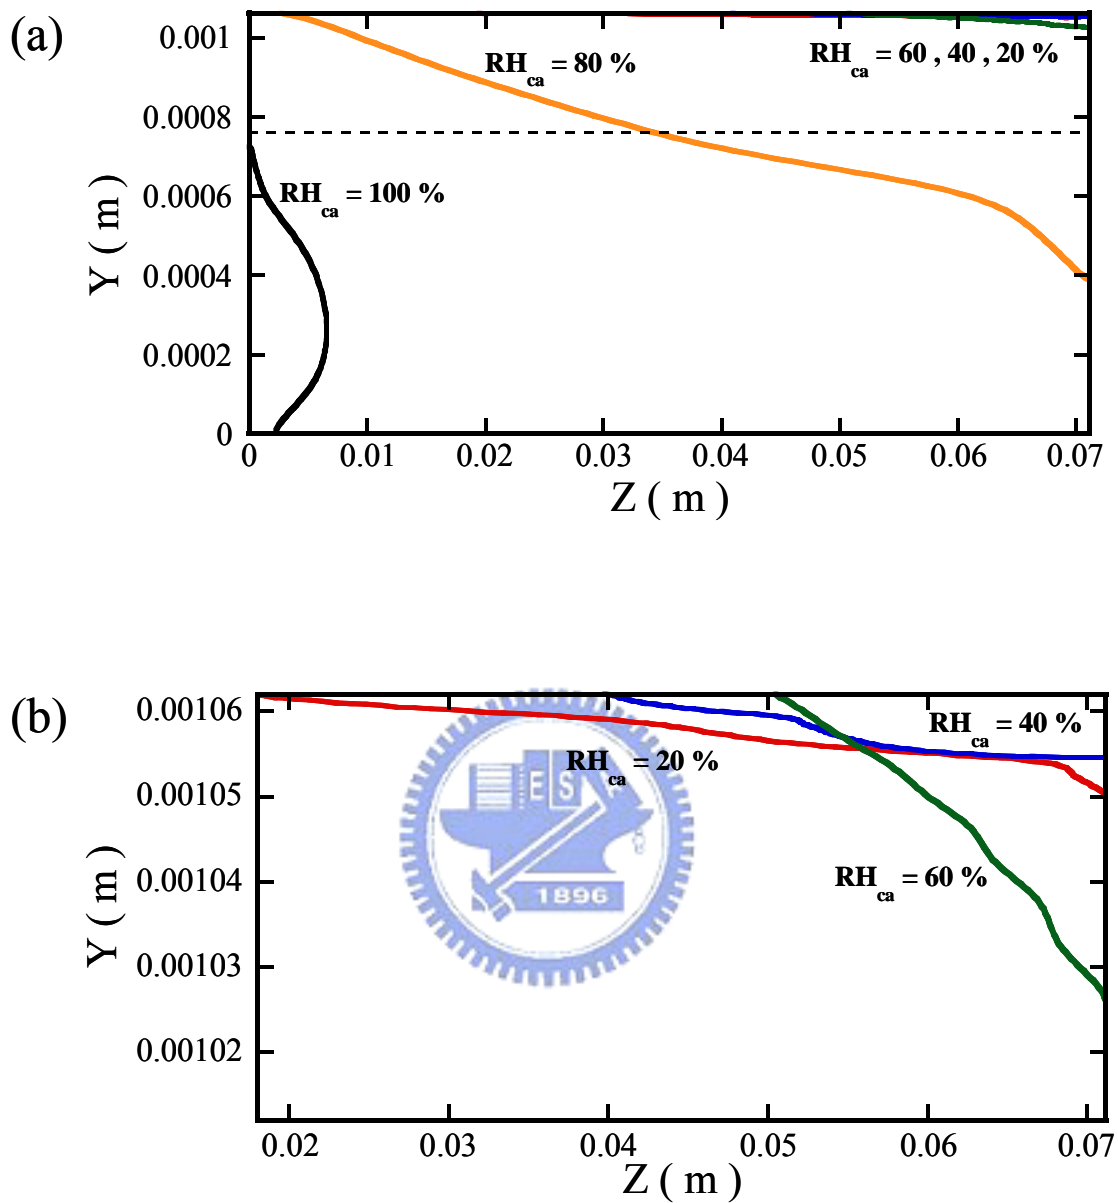 (a)
0.001
0.0008
0.0006
0.0004
0.0002
0
Y ( m )
RHca = 80 %
RHca = 60 , 40 , 20 %
RHca = 100 %
0 0.01 0.02 0.03 0.04 0.05 0.06 0.07
Z ( m )
(b)
0.00106
0.00105
0.00104
0.00103
0.00102
Y ( m )
RHca = 40 %
RHca = 20 %
RHca = 60 %
E S
1896
0.02 0.03 0.04 0.05 0.06 0.07
Z ( m )